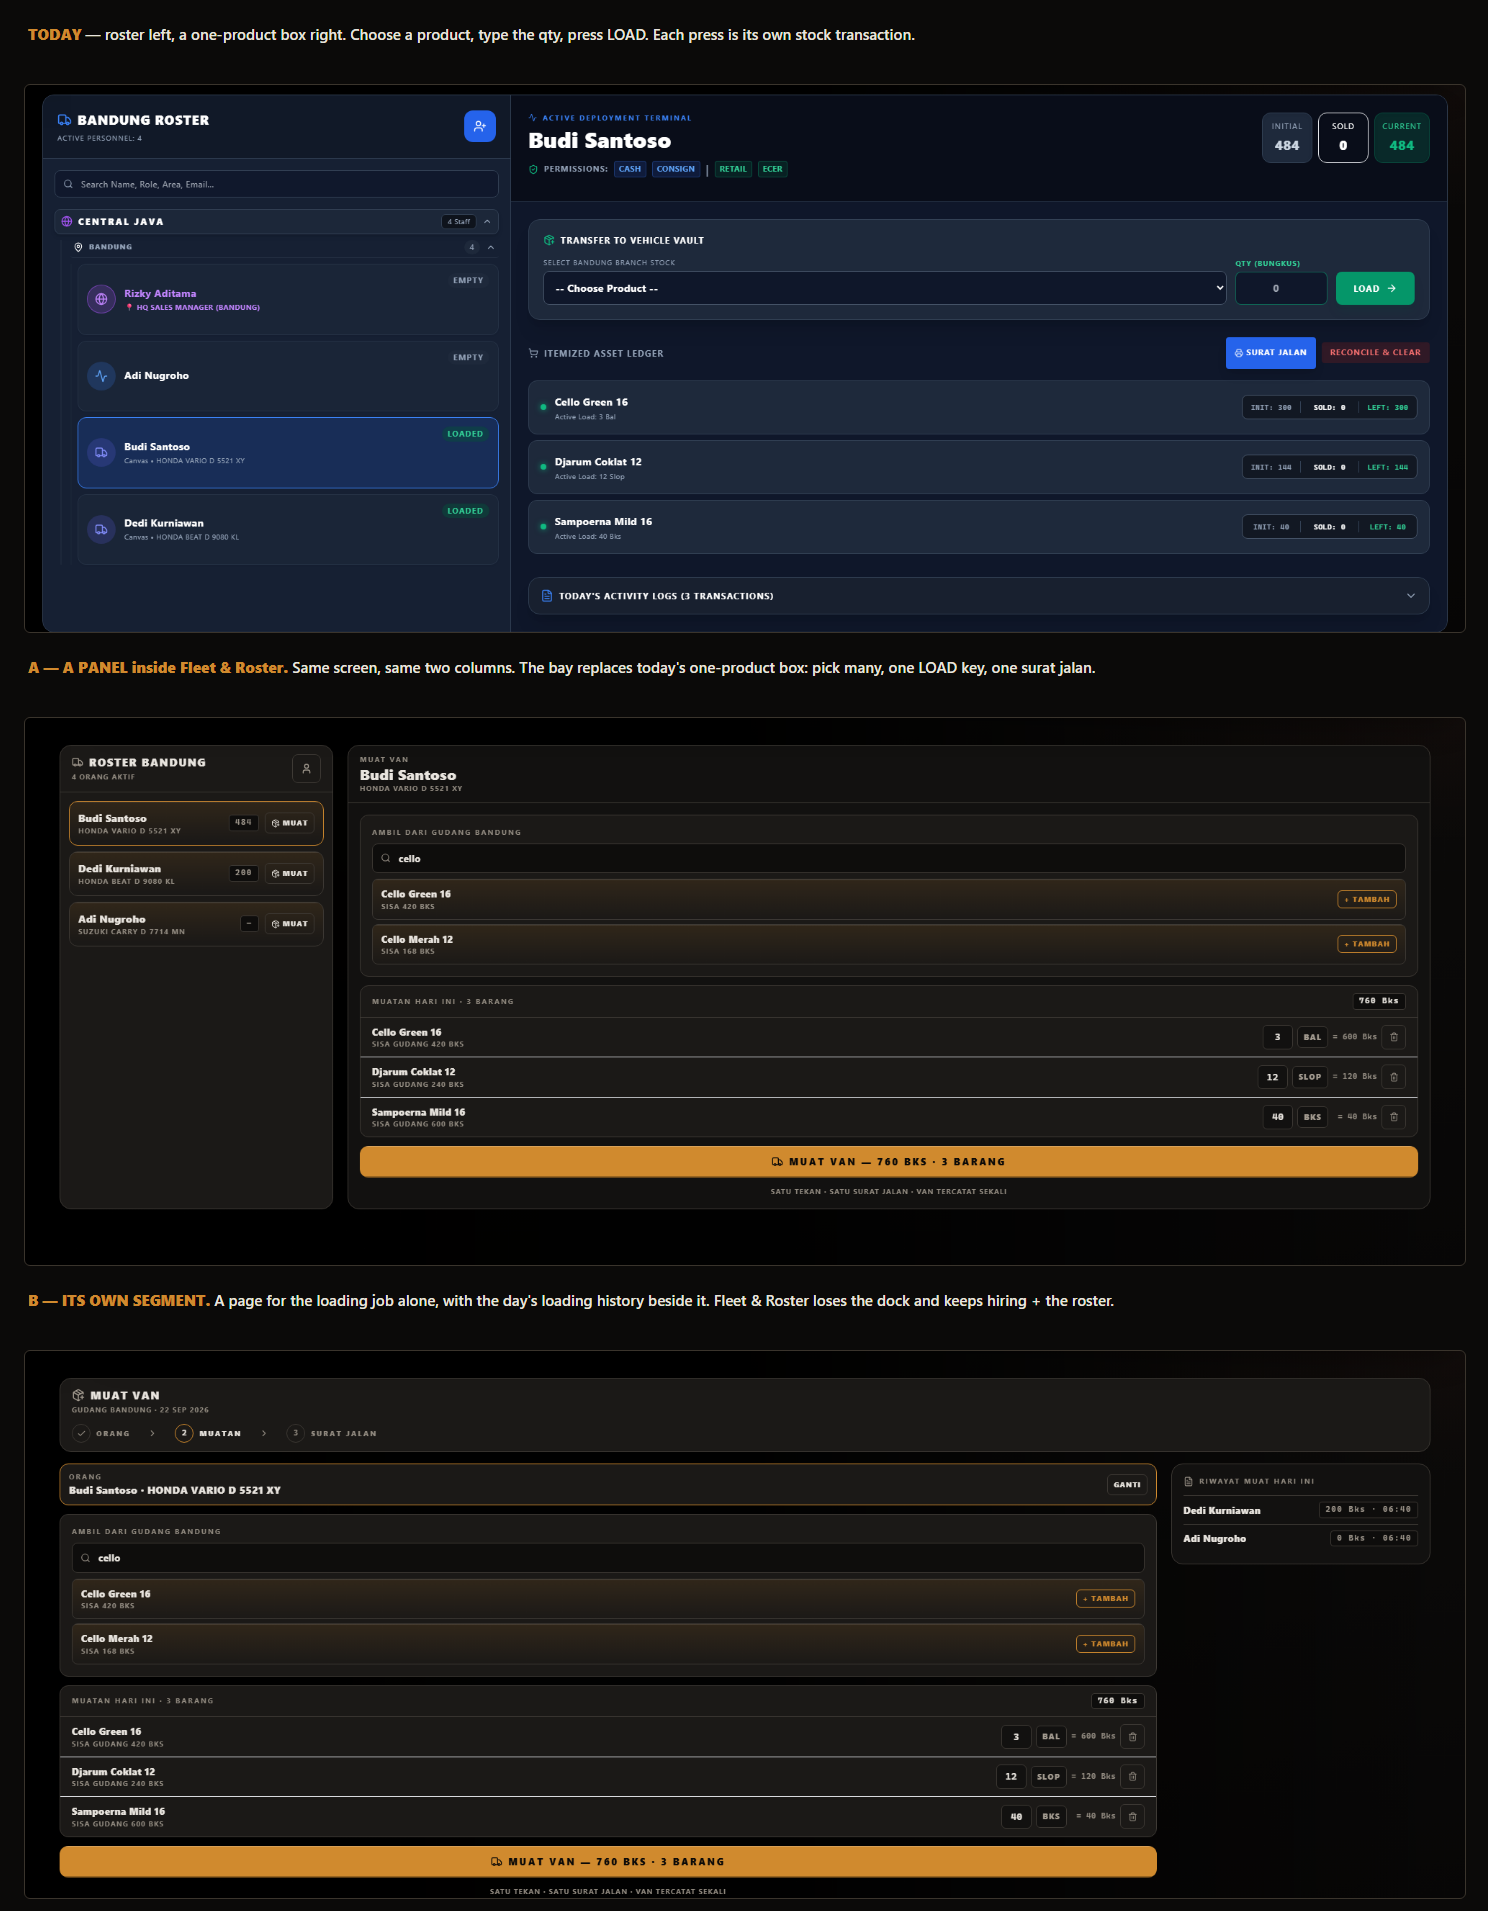 TODAY — roster left, a one-product box right. Choose a product, type the qty, press LOAD. Each press is its own stock transaction.
BANDUNG ROSTER
ACTIVE PERSONNEL: 4
Search Name, Role, Area, Email...
CENTRAL JAVA
4 Staff
BANDUNG
4
EMPTY
Rizky Aditama
HQ SALES MANAGER (BANDUNG)
EMPTY
Adi Nugroho
LOADED
Budi Santoso
Canvas • HONDA VARIO D 5521 XY
LOADED
Dedi Kurniawan
Canvas • HONDA BEAT D 9080 KL
ACTIVE DEPLOYMENT TERMINAL
Budi Santoso
PERMISSIONS: CASH CONSIGN | RETAIL ECER
INITIAL
484
SOLD
0
CURRENT
484
TRANSFER TO VEHICLE VAULT
SELECT BANDUNG BRANCH STOCK
QTY (BUNGKUS)
-- Choose Product --
0
LOAD
ITEMIZED ASSET LEDGER
SURAT JALAN
RECONCILE & CLEAR
Cello Green 16
Active Load: 3 Bal
INIT: 300 SOLD: 0 LEFT: 300
Djarum Coklat 12
Active Load: 12 Slop
INIT: 144 SOLD: 0 LEFT: 144
Sampoerna Mild 16
Active Load: 40 Bks
INIT: 40 SOLD: 0 LEFT: 40
TODAY'S ACTIVITY LOGS (3 TRANSACTIONS)
A — A PANEL inside Fleet & Roster. Same screen, same two columns. The bay replaces today's one-product box: pick many, one LOAD key, one surat jalan.
ROSTER BANDUNG
4 ORANG AKTIF
Budi Santoso
HONDA VARIO D 5521 XY
484
MUAT
Dedi Kurniawan
HONDA BEAT D 9080 KL
200
MUAT
Adi Nugroho
SUZUKI CARRY D 7714 MN
–
MUAT
MUAT VAN
Budi Santoso
HONDA VARIO D 5521 XY
AMBIL DARI GUDANG BANDUNG
cello
Cello Green 16
SISA 420 BKS
+ TAMBAH
Cello Merah 12
SISA 168 BKS
+ TAMBAH
MUATAN HARI INI · 3 BARANG
760 Bks
Cello Green 16
SISA GUDANG 420 BKS
3 BAL = 600 Bks
Djarum Coklat 12
SISA GUDANG 240 BKS
12 SLOP = 120 Bks
Sampoerna Mild 16
SISA GUDANG 600 BKS
40 BKS = 40 Bks
MUAT VAN — 760 BKS · 3 BARANG
SATU TEKAN · SATU SURAT JALAN · VAN TERCATAT SEKALI
B — ITS OWN SEGMENT. A page for the loading job alone, with the day's loading history beside it. Fleet & Roster loses the dock and keeps hiring + the roster.
MUAT VAN
GUDANG BANDUNG · 22 SEP 2026
ORANG
2 MUATAN
3 SURAT JALAN
ORANG
Budi Santoso · HONDA VARIO D 5521 XY
GANTI
AMBIL DARI GUDANG BANDUNG
cello
Cello Green 16
SISA 420 BKS
+ TAMBAH
Cello Merah 12
SISA 168 BKS
+ TAMBAH
MUATAN HARI INI · 3 BARANG
760 Bks
Cello Green 16
SISA GUDANG 420 BKS
3 BAL = 600 Bks
Djarum Coklat 12
SISA GUDANG 240 BKS
12 SLOP = 120 Bks
Sampoerna Mild 16
SISA GUDANG 600 BKS
40 BKS = 40 Bks
MUAT VAN — 760 BKS · 3 BARANG
SATU TEKAN · SATU SURAT JALAN · VAN TERCATAT SEKALI
RIWAYAT MUAT HARI INI
Dedi Kurniawan
200 Bks · 06:40
Adi Nugroho
0 Bks · 06:40